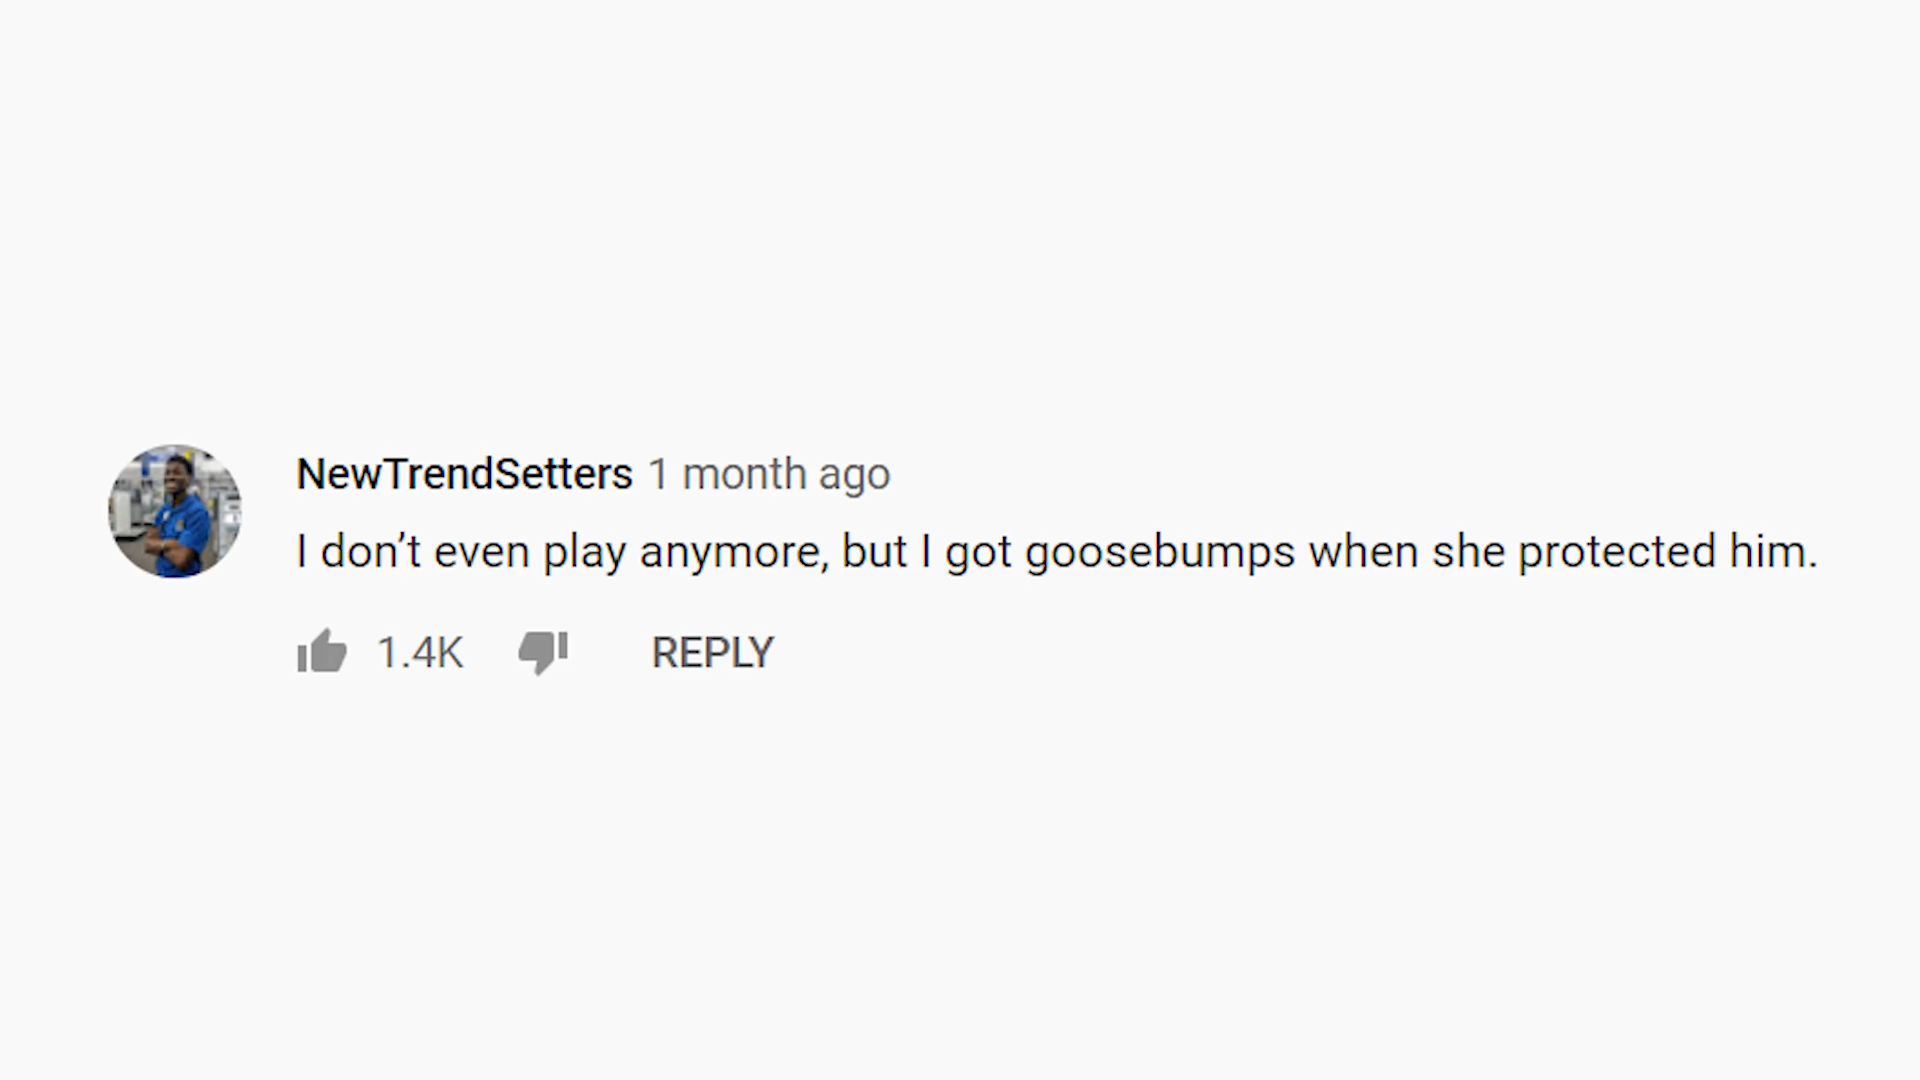 NewTrendSetters 1 month ago
I don’t even play anymore, but I got goosebumps when she protected him.
1.4K REPLY